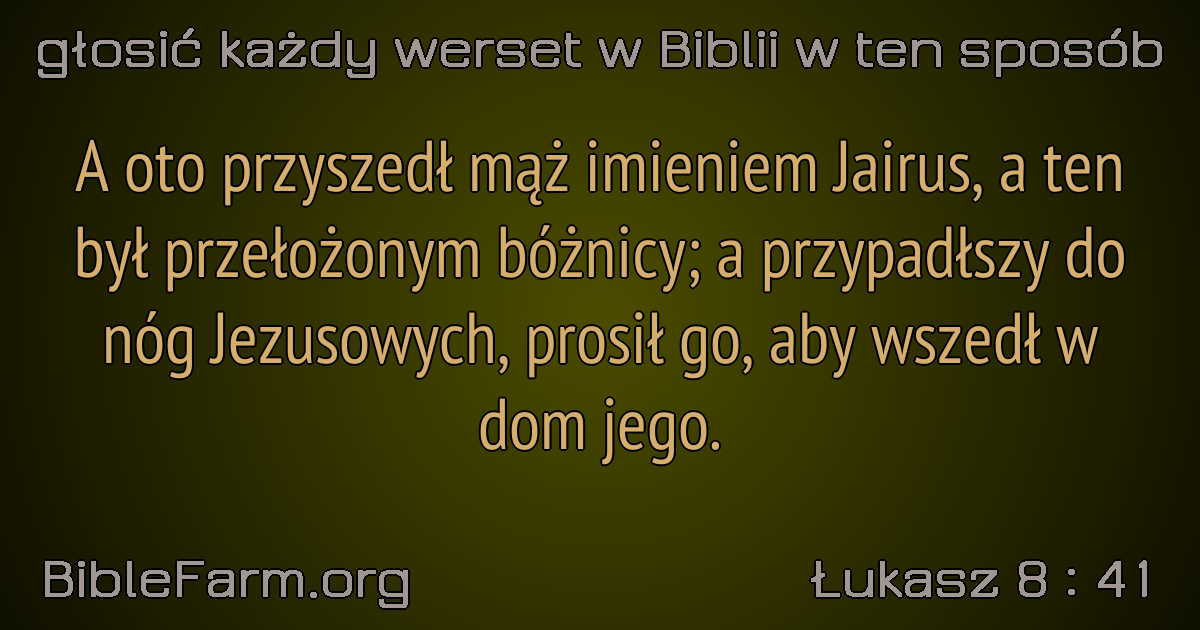 głosić każdy werset w Biblii w ten sposób
A oto przyszedł mąż imieniem Jairus, a ten
był przełożonym bóżnicy; a przypadłszy do
nóg Jezusowych, prosił go, aby wszedł w
dom jego.
BibleFarm.org
Łukasz 8 : 41